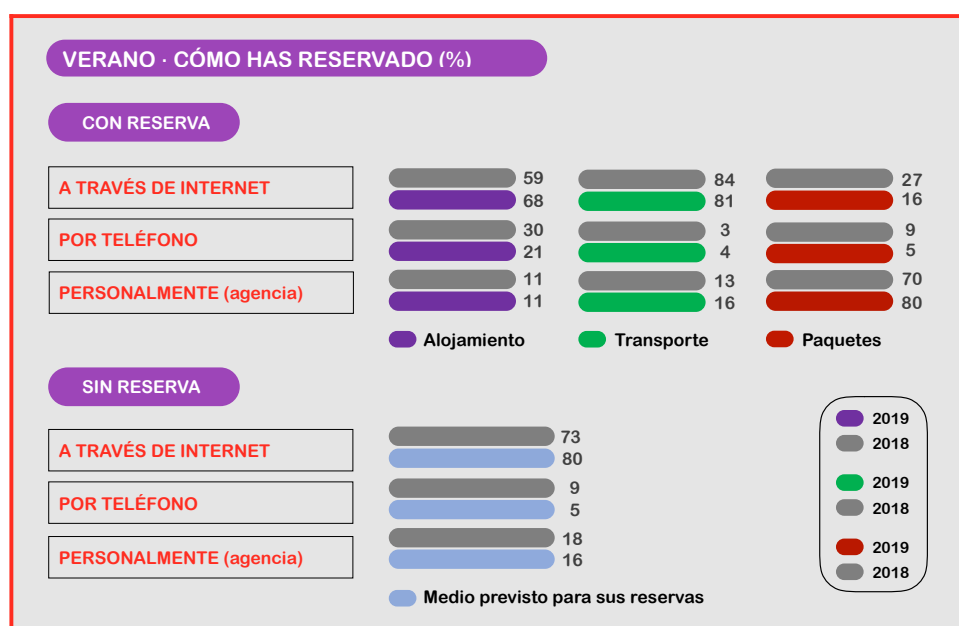 VERANO · CÓMO HAS RESERVADO (%)
CON RESERVA
A TRAVÉS DE INTERNET
59
68
84
81
27
16
POR TELÉFONO
30
21
3
4
9
5
PERSONALMENTE (agencia)
11
11
13
16
70
80
Alojamiento
Transporte
Paquetes
SIN RESERVA
A TRAVÉS DE INTERNET
73
80
POR TELÉFONO
9
5
PERSONALMENTE (agencia)
18
16
Medio previsto para sus reservas
2019
2018
2019
2018
2019
2018